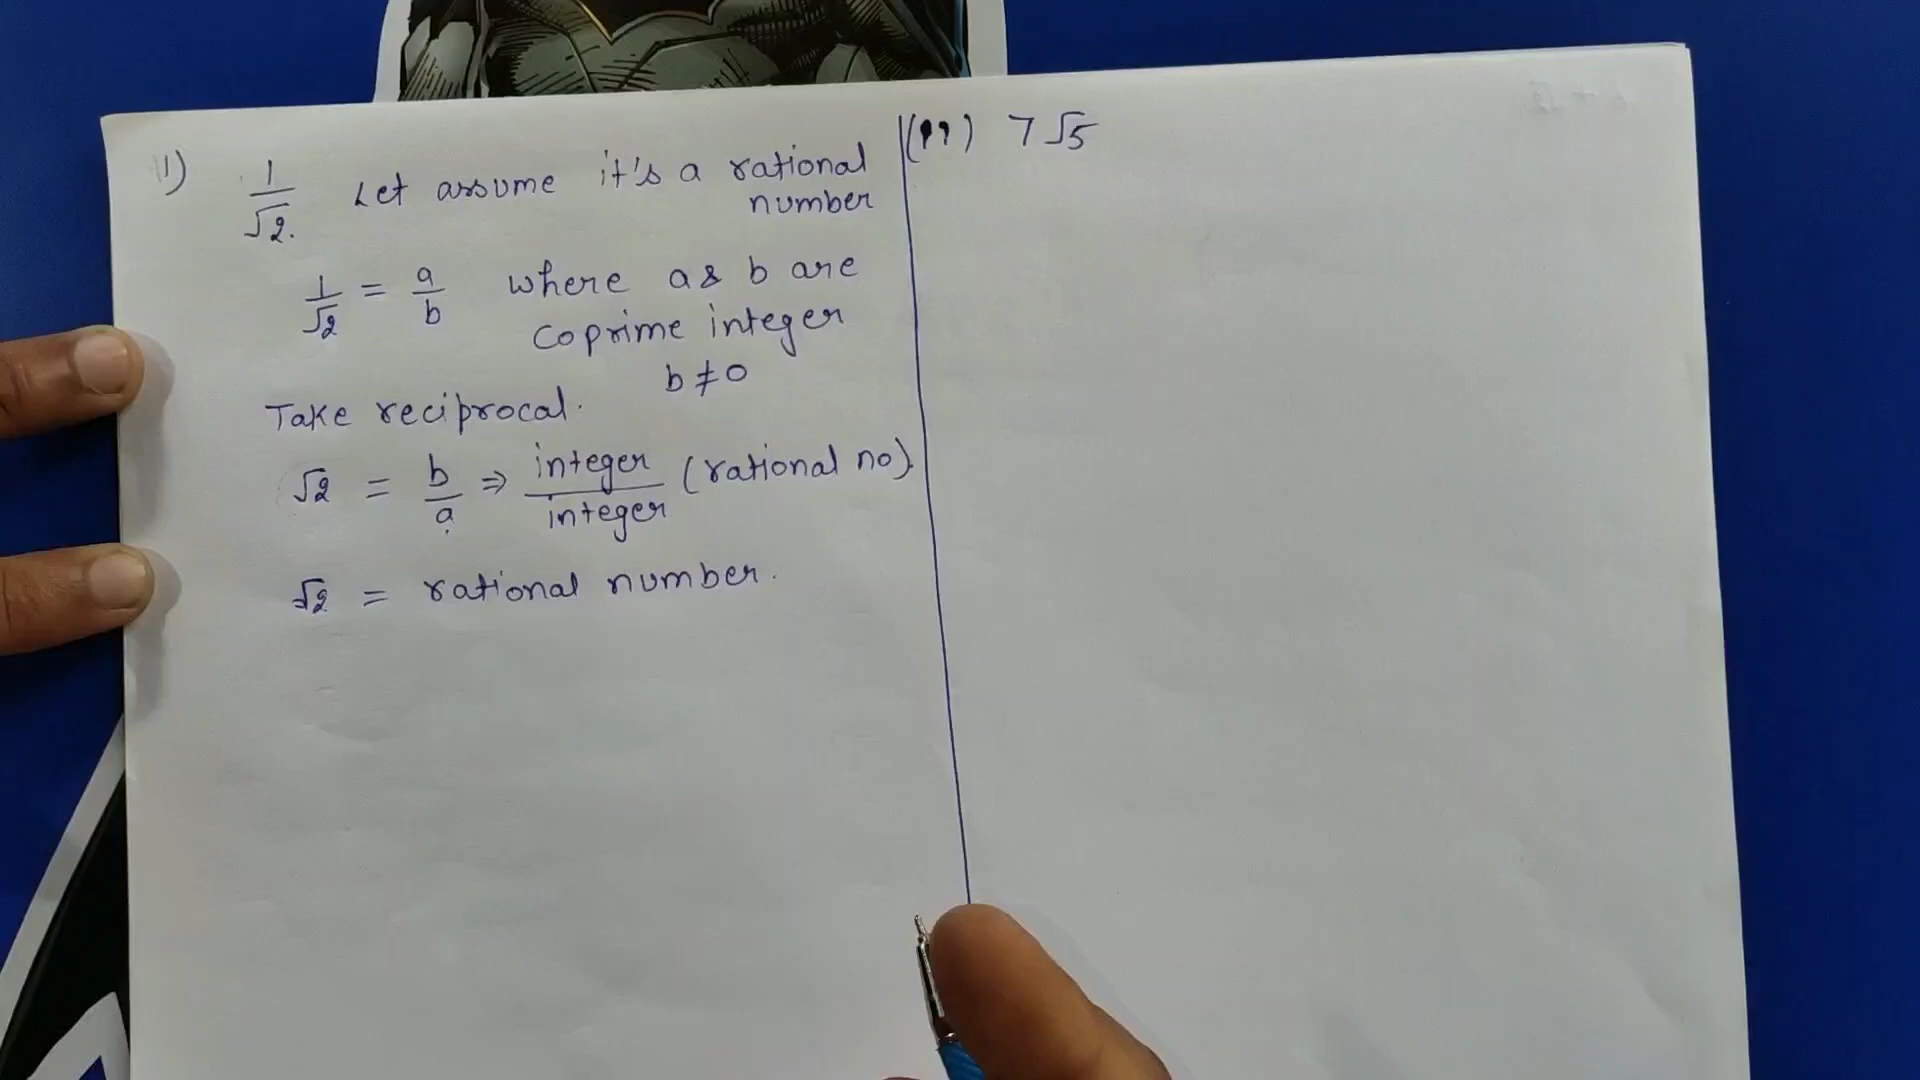 1) 1/√2. Let assume it's a rational
number
1/√2 = a/b where a & b are
coprime integer
b ≠ 0
Take reciprocal.
√2 = b/a ⇒ integer/integer (rational no).
√2 = rational number.
(ii) 7√5